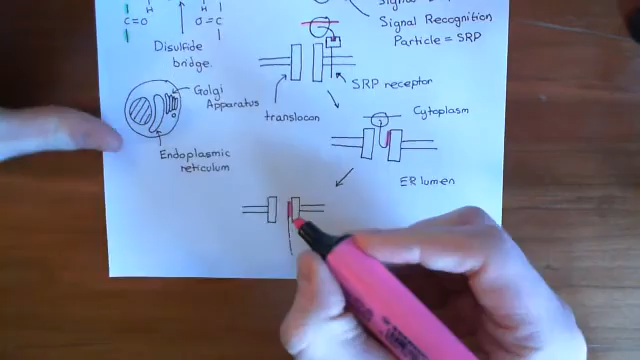 H H
C=O O=C
Signal Recognition
Particle = SRP
Disulfide
bridge.
SRP receptor
Golgi
Apparatus
translocon
Cytoplasm
Endoplasmic
reticulum
ER lumen